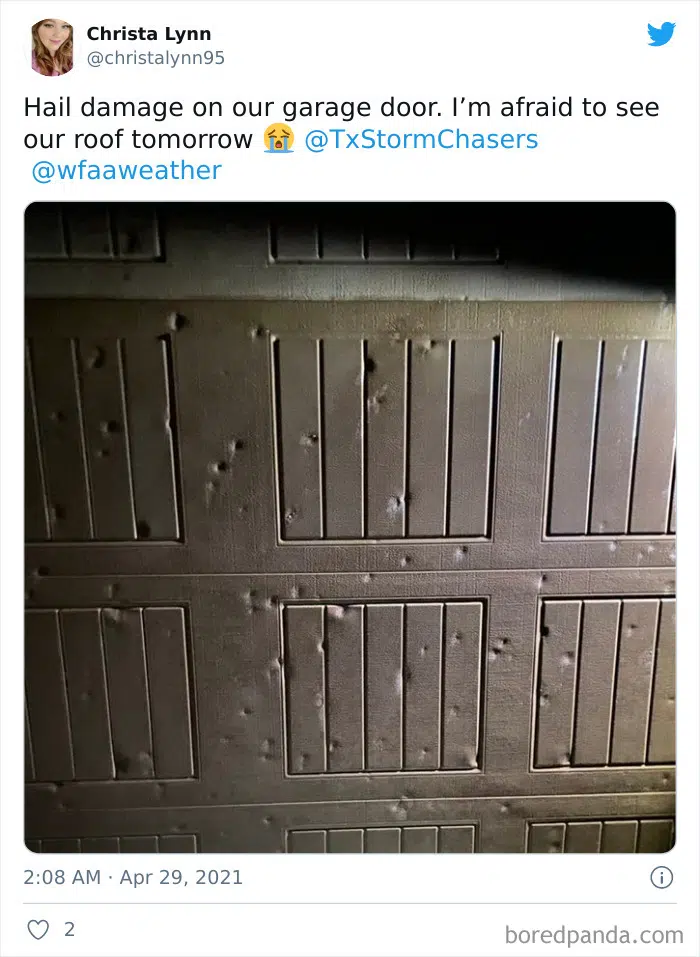 Christa Lynn
@christalynn95
Hail damage on our garage door. I’m afraid to see
our roof tomorrow 😭 @TxStormChasers
@wfaaweather
2:08 AM · Apr 29, 2021
2
boredpanda.com